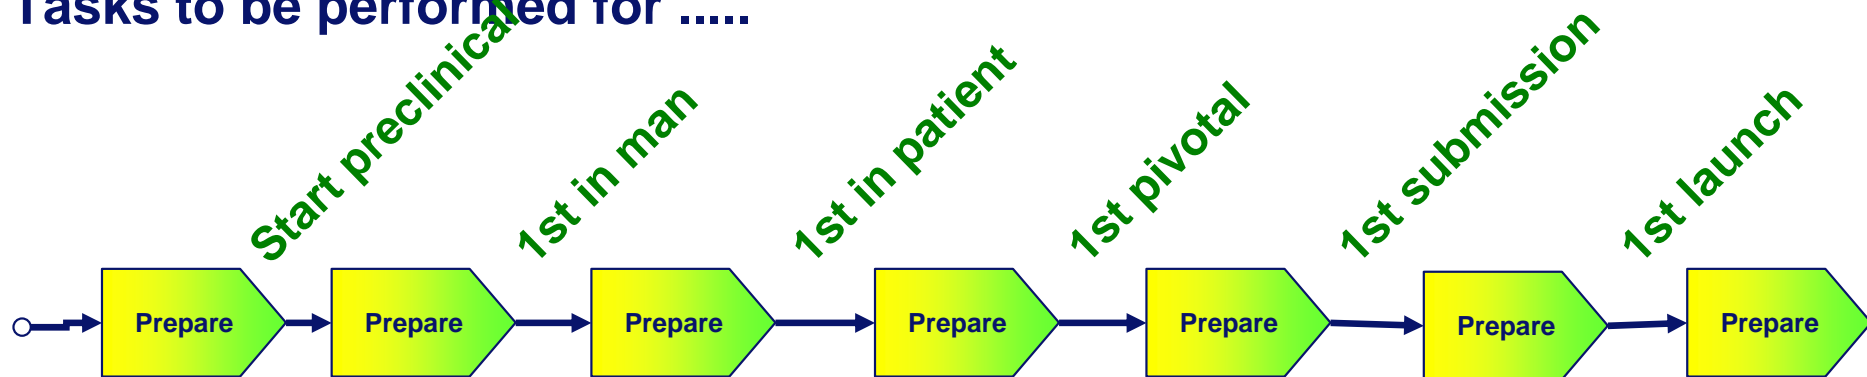 Tasks to be performed for .....
Start preclinical
1st in man
1st in patient
1st pivotal
1st submission
1st launch
Prepare
Prepare
Prepare
Prepare
Prepare
Prepare
Prepare